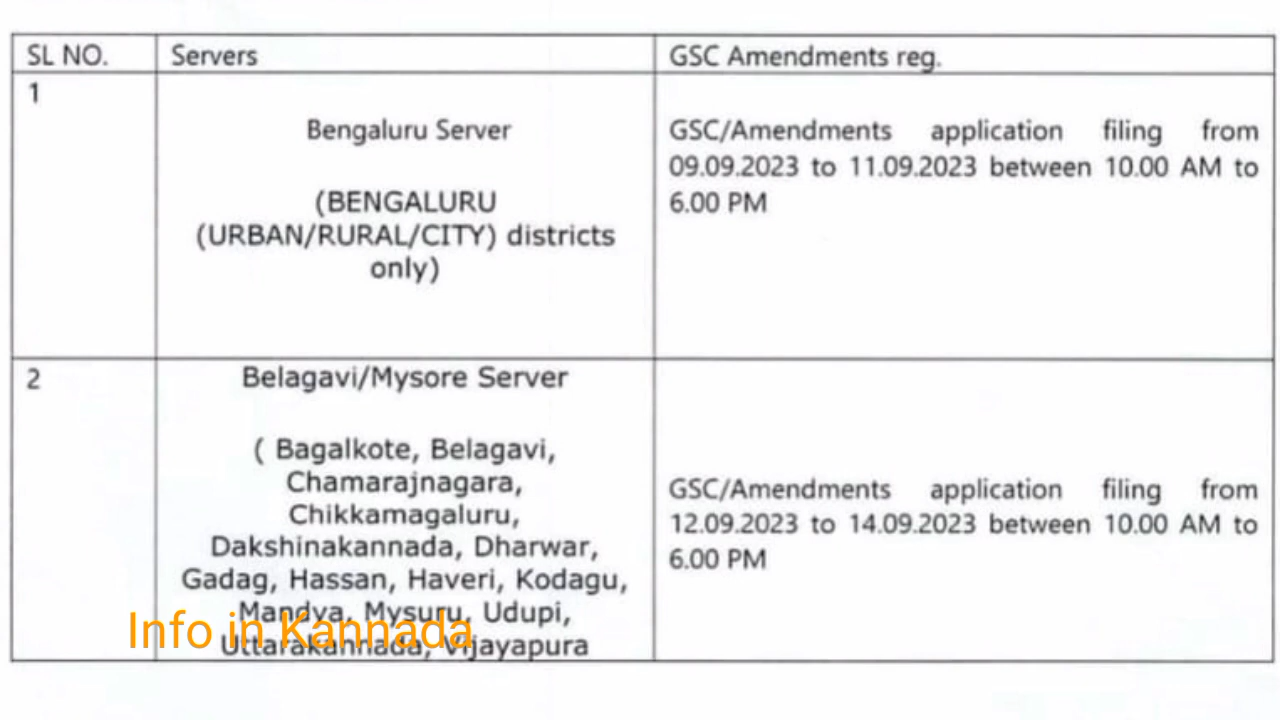 SL NO. Servers GSC Amendments reg.
1
Bengaluru Server
(BENGALURU
(URBAN/RURAL/CITY) districts
only)
GSC/Amendments application filing from
09.09.2023 to 11.09.2023 between 10.00 AM to
6.00 PM
2
Belagavi/Mysore Server
( Bagalkote, Belagavi,
Chamarajnagara,
Chikkamagaluru,
Dakshinakannada, Dharwar,
Gadag, Hassan, Haveri, Kodagu,
Mandya, Mysuru, Udupi,
Uttarakannada, Vijayapura
GSC/Amendments application filing from
12.09.2023 to 14.09.2023 between 10.00 AM to
6.00 PM
Info in Kannada